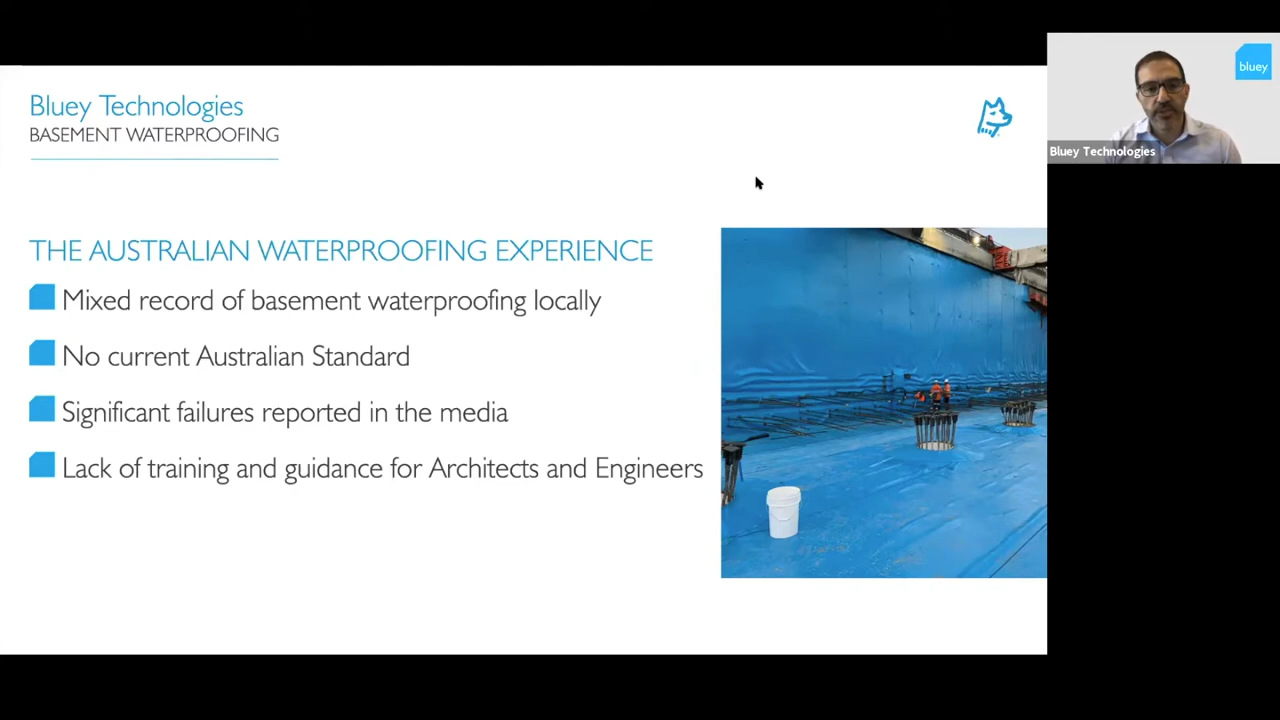 Bluey Technologies
BASEMENT WATERPROOFING
bluey
Bluey Technologies
THE AUSTRALIAN WATERPROOFING EXPERIENCE
Mixed record of basement waterproofing locally
No current Australian Standard
Significant failures reported in the media
Lack of training and guidance for Architects and Engineers